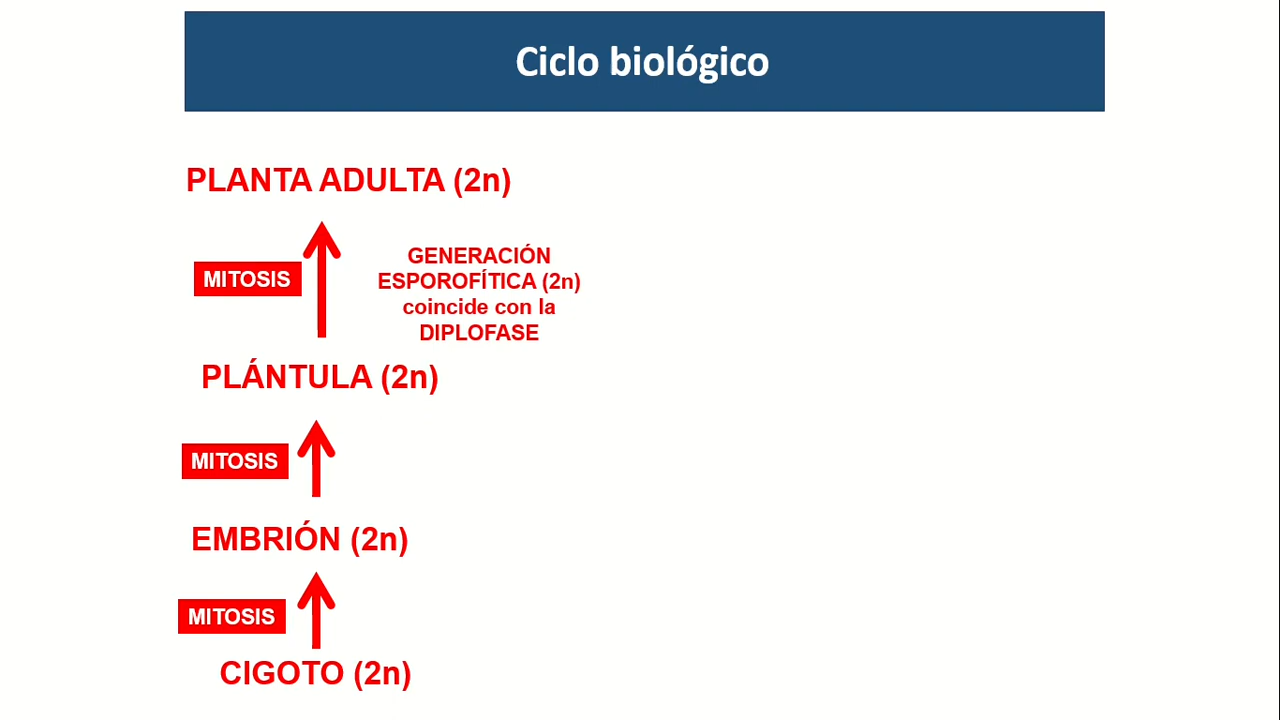 Ciclo biológico
PLANTA ADULTA (2n)
MITOSIS
GENERACIÓN
ESPOROFÍTICA (2n)
coincide con la
DIPLOFASE
PLÁNTULA (2n)
MITOSIS
EMBRIÓN (2n)
MITOSIS
CIGOTO (2n)